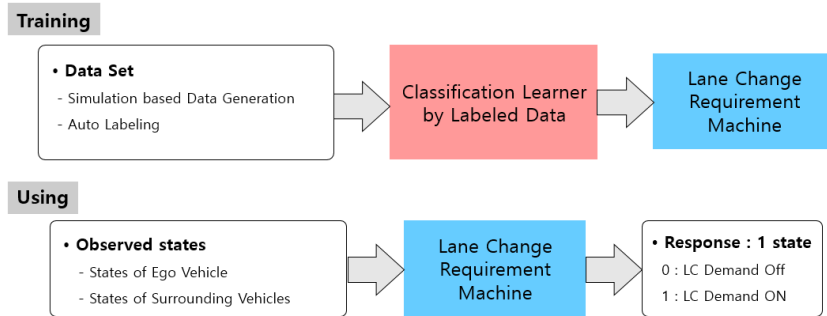 Training
• Data Set
- Simulation based Data Generation
- Auto Labeling
Classification Learner
by Labeled Data
Lane Change
Requirement
Machine
Using
• Observed states
- States of Ego Vehicle
- States of Surrounding Vehicles
Lane Change
Requirement
Machine
• Response : 1 state
0 : LC Demand Off
1 : LC Demand ON